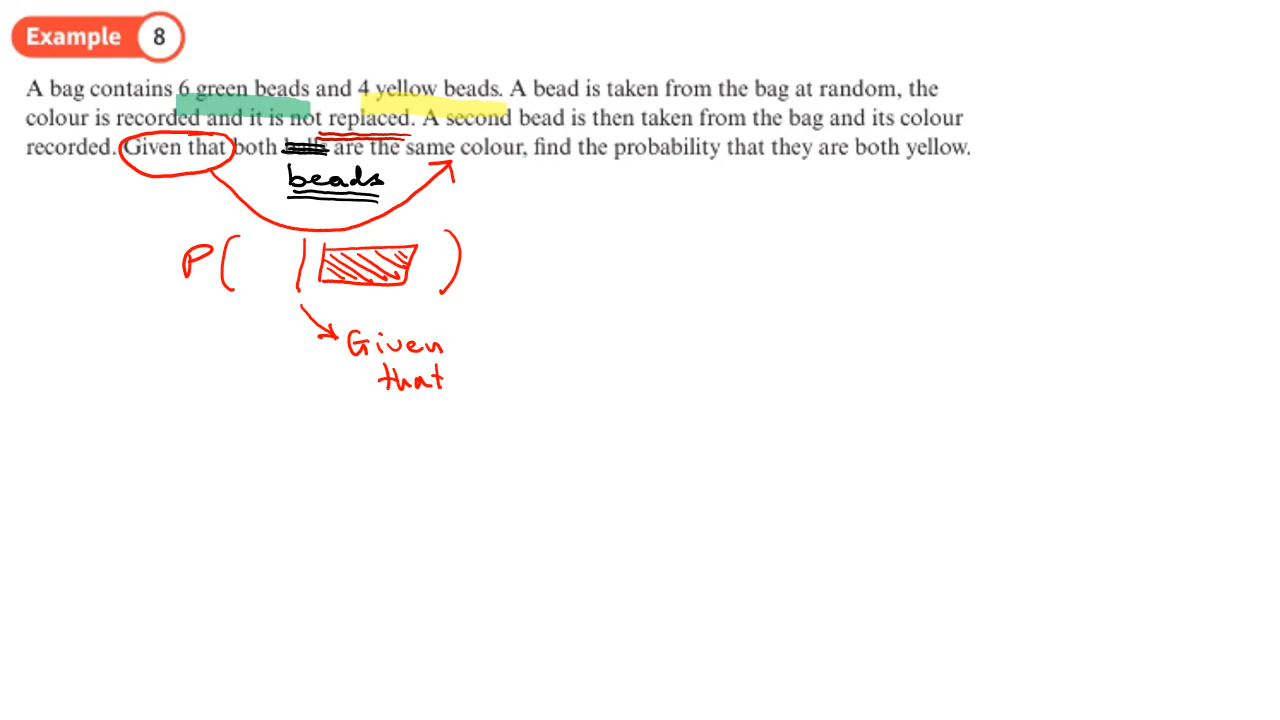 Example 8
A bag contains 6 green beads and 4 yellow beads. A bead is taken from the bag at random, the
colour is recorded and it is not replaced. A second bead is then taken from the bag and its colour
recorded. Given that both are the same colour, find the probability that they are both yellow.
beads
P( | )
Given
that